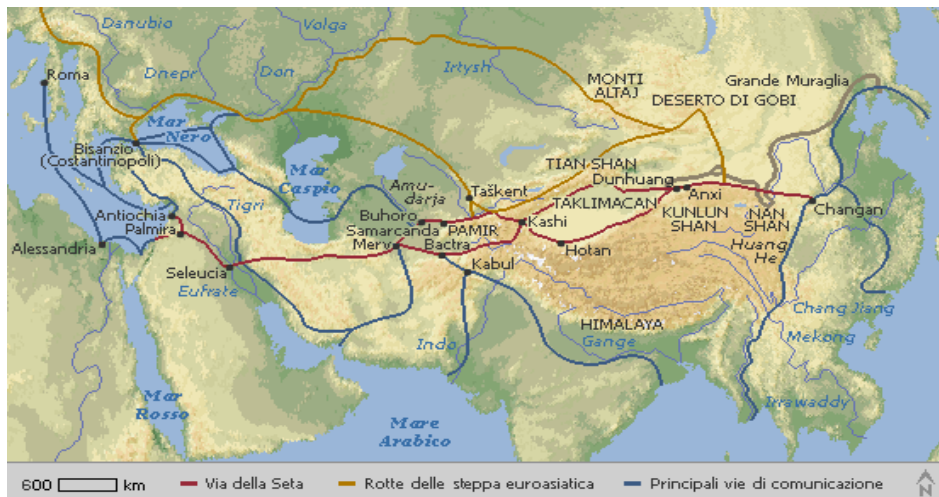 Danubio
Volga
Roma
Dnepr
Don
Irtysh
MONTI
ALTAJ
Grande Muraglia
DESERTO DI GOBI
Mar
Nero
Bisanzio
(Costantinopoli)
Mar
Caspio
TIAN SHAN
Tigri
Amu-
darja
Taškent
Dunhuang
Anxi
TAKLIMACAN
Antiochia
Buhoro
Kashi
KUNLUN
SHAN
NAN
SHAN
Changan
Palmira
Samarcanda
PAMIR
Alessandria
Merv
Bactra
Hotan
Huang
He
Seleucia
Kabul
Eufrate
Chang Jiang
HIMALAYA
Indo
Gange
Mekong
Mar
Rosso
Mare
Arabico
Irrawaddy
600 km
Via della Seta
Rotte delle steppa euroasiatica
Principali vie di comunicazione
N